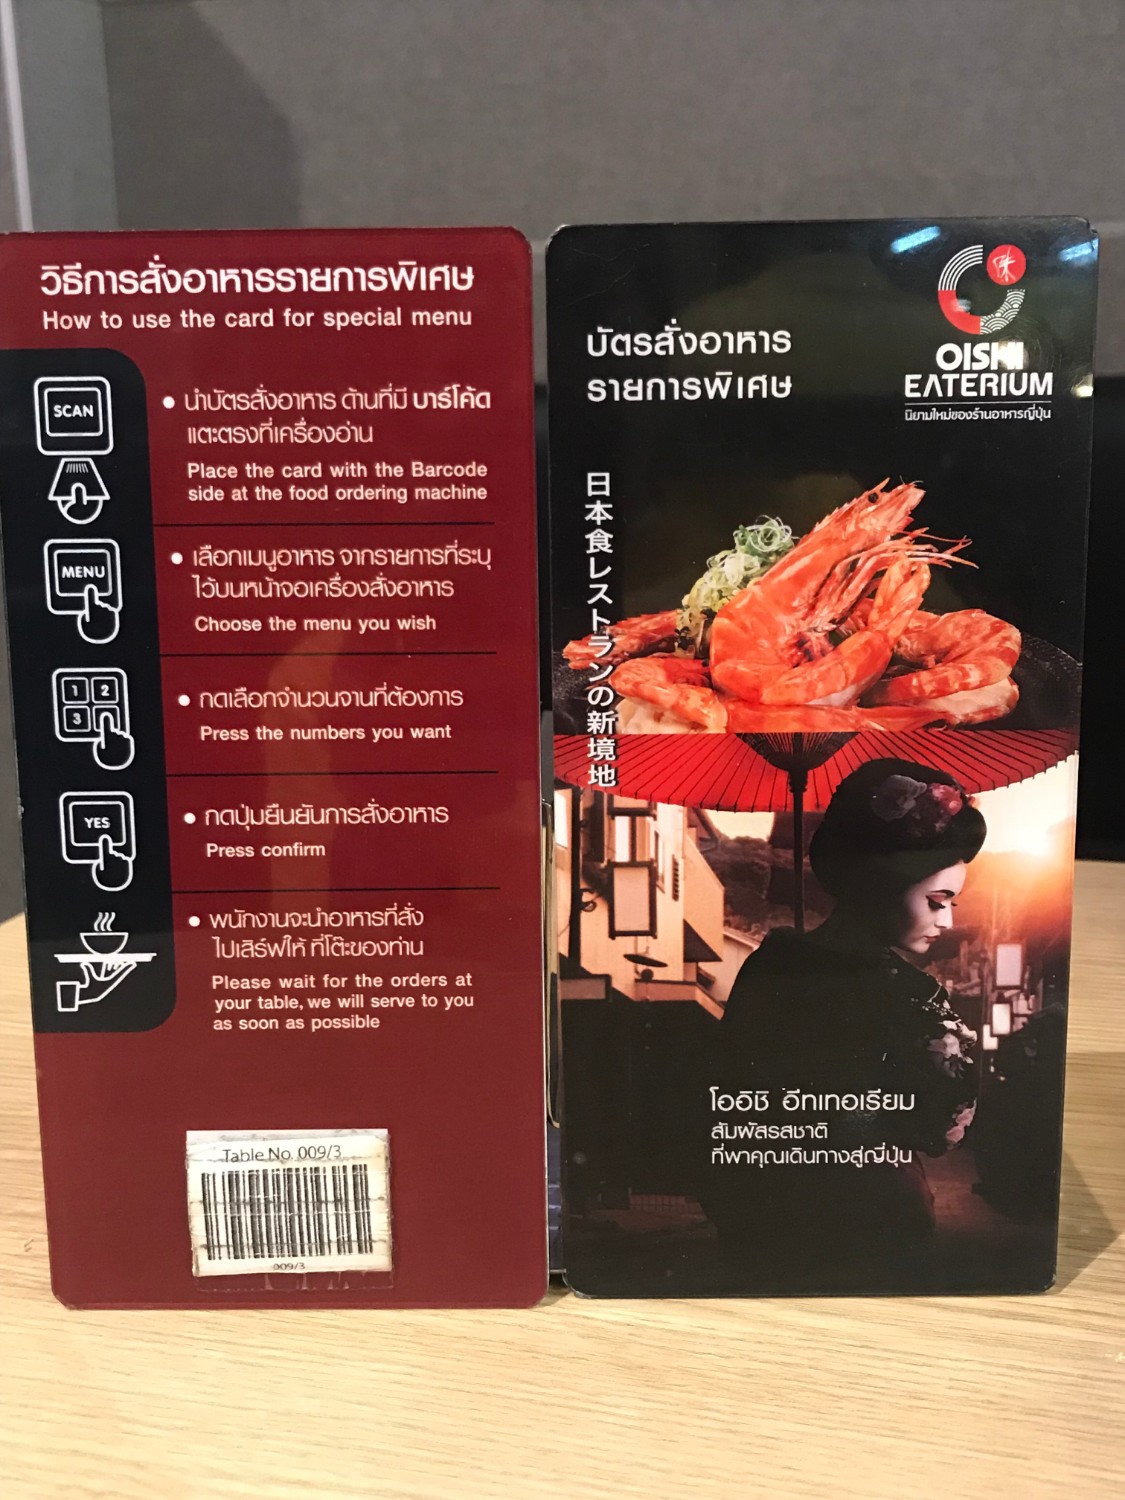 วิธีการสั่งอาหารรายการพิเศษ
How to use the card for special menu
SCAN
นำบัตรสั่งอาหาร ด้านที่มี บาร์โค้ด
แตะตรงที่เครื่องอ่าน
Place the card with the Barcode
side at the food ordering machine
MENU
เลือกเมนูอาหาร จากรายการที่ระบุ
ไว้บนหน้าจอเครื่องสั่งอาหาร
Choose the menu you wish
1 2
3
กดเลือกจำนวนจานที่ต้องการ
Press the numbers you want
YES
กดปุ่มยืนยันการสั่งอาหาร
Press confirm
พนักงานจะนำอาหารที่สั่ง
ไปเสิร์ฟให้ ที่โต๊ะของท่าน
Please wait for the orders at
your table, we will serve to you
as soon as possible
Table No. 009/3
009/3
บัตรสั่งอาหาร
รายการพิเศษ
味
OISHI
EATERIUM
นิยามใหม่ของร้านอาหารญี่ปุ่น
日本食レストランの新境地
โออิชิ อีทเทอเรียม
สัมผัสรสชาติ
ที่พาคุณเดินทางสู่ญี่ปุ่น